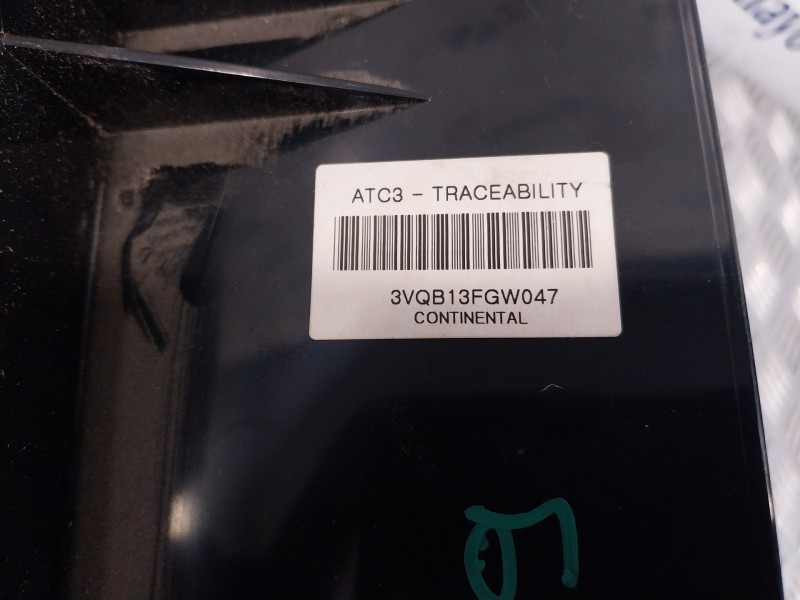 ATC3 - TRACEABILITY
3VQB13FGW047
CONTINENTAL